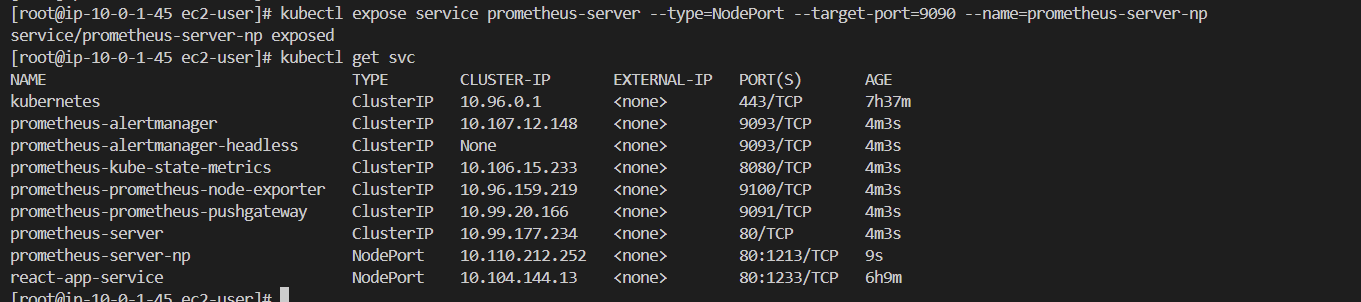 [root@ip-10-0-1-45 ec2-user]# kubectl expose service prometheus-server --type=NodePort --target-port=9090 --name=prometheus-server-np
service/prometheus-server-np exposed
[root@ip-10-0-1-45 ec2-user]# kubectl get svc
NAME TYPE CLUSTER-IP EXTERNAL-IP PORT(S) AGE
kubernetes ClusterIP 10.96.0.1 <none> 443/TCP 7h37m
prometheus-alertmanager ClusterIP 10.107.12.148 <none> 9093/TCP 4m3s
prometheus-alertmanager-headless ClusterIP None <none> 9093/TCP 4m3s
prometheus-kube-state-metrics ClusterIP 10.106.15.233 <none> 8080/TCP 4m3s
prometheus-prometheus-node-exporter ClusterIP 10.96.159.219 <none> 9100/TCP 4m3s
prometheus-prometheus-pushgateway ClusterIP 10.99.20.166 <none> 9091/TCP 4m3s
prometheus-server ClusterIP 10.99.177.234 <none> 80/TCP 4m3s
prometheus-server-np NodePort 10.110.212.252 <none> 80:1213/TCP 9s
react-app-service NodePort 10.104.144.13 <none> 80:1233/TCP 6h9m
[root@ip-10-0-1-45 ec2-user]#